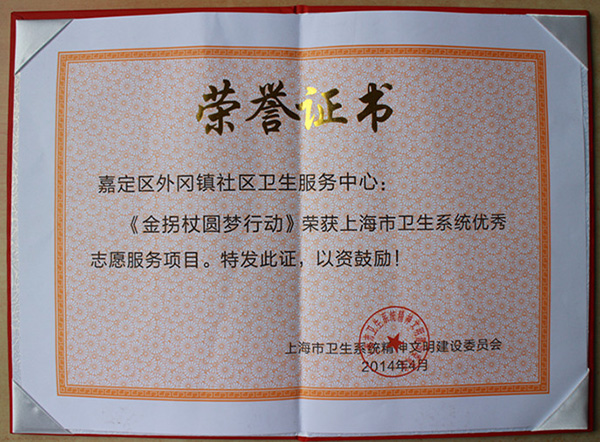 荣誉证书
嘉定区外冈镇社区卫生服务中心：
《金拐杖圆梦行动》荣获上海市卫生系统优秀
志愿服务项目。特发此证，以资鼓励！
上海市卫生系统精神文明建设委员会
2014年4月